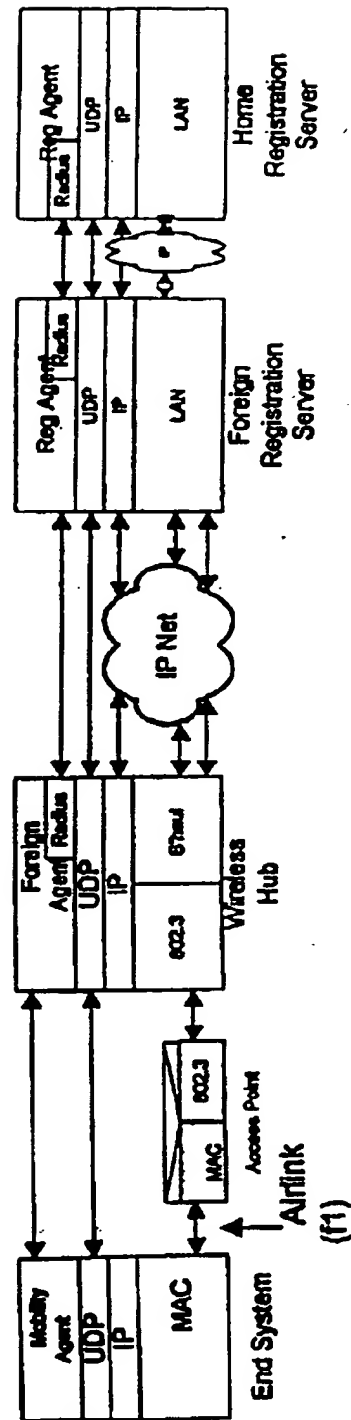 Mobility
Agent
UDP
IP
MAC
End System
Airlink
(f1)
MAC
802.3
Access Point
Foreign
Agent
Radius
UDP
IP
802.3
B'haul
Wireless
Hub
IP Net
Reg Agent
Radius
UDP
IP
LAN
Foreign
Registration
Server
IP
Reg Agent
Radius
UDP
IP
LAN
Home
Registration
Server